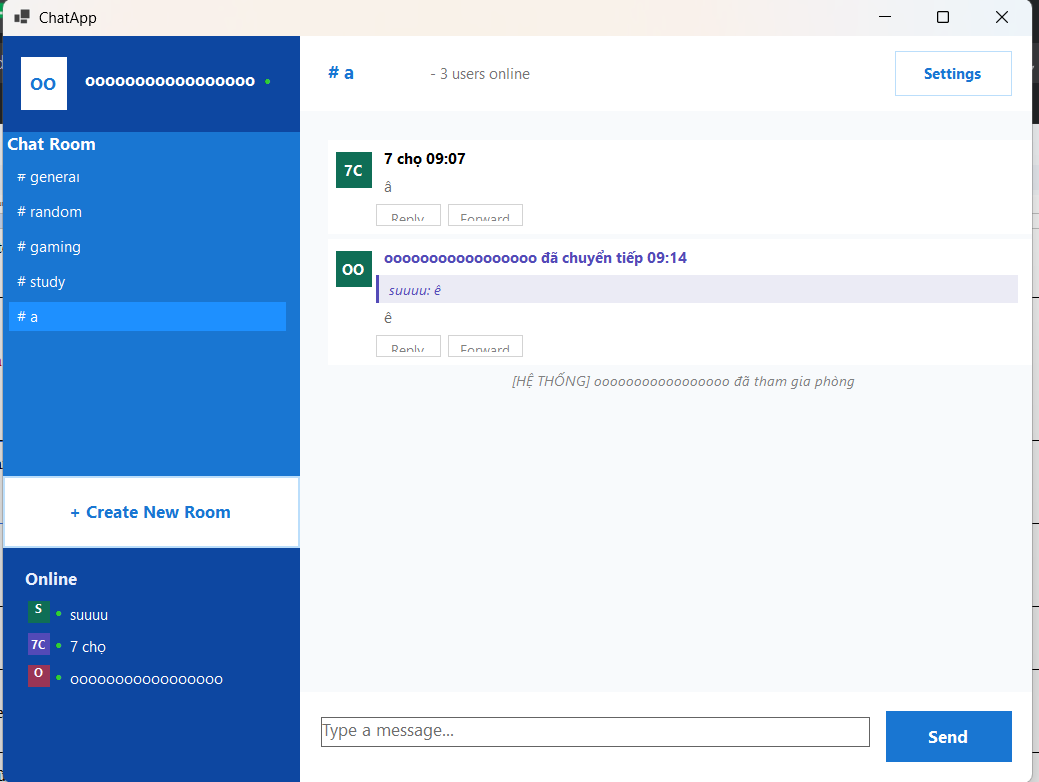 ChatApp
OO
ooooooooooooooooo
# a
- 3 users online
Settings
Chat Room
# general
# random
# gaming
# study
# a
+ Create New Room
Online
S suuuu
7C 7 chọ
O ooooooooooooooooo
7C
7 chọ 09:07
â
Reply Forward
OO
ooooooooooooooooo đã chuyển tiếp 09:14
suuuu: ê
ê
Reply Forward
[HỆ THỐNG] ooooooooooooooooo đã tham gia phòng
Type a message...
Send